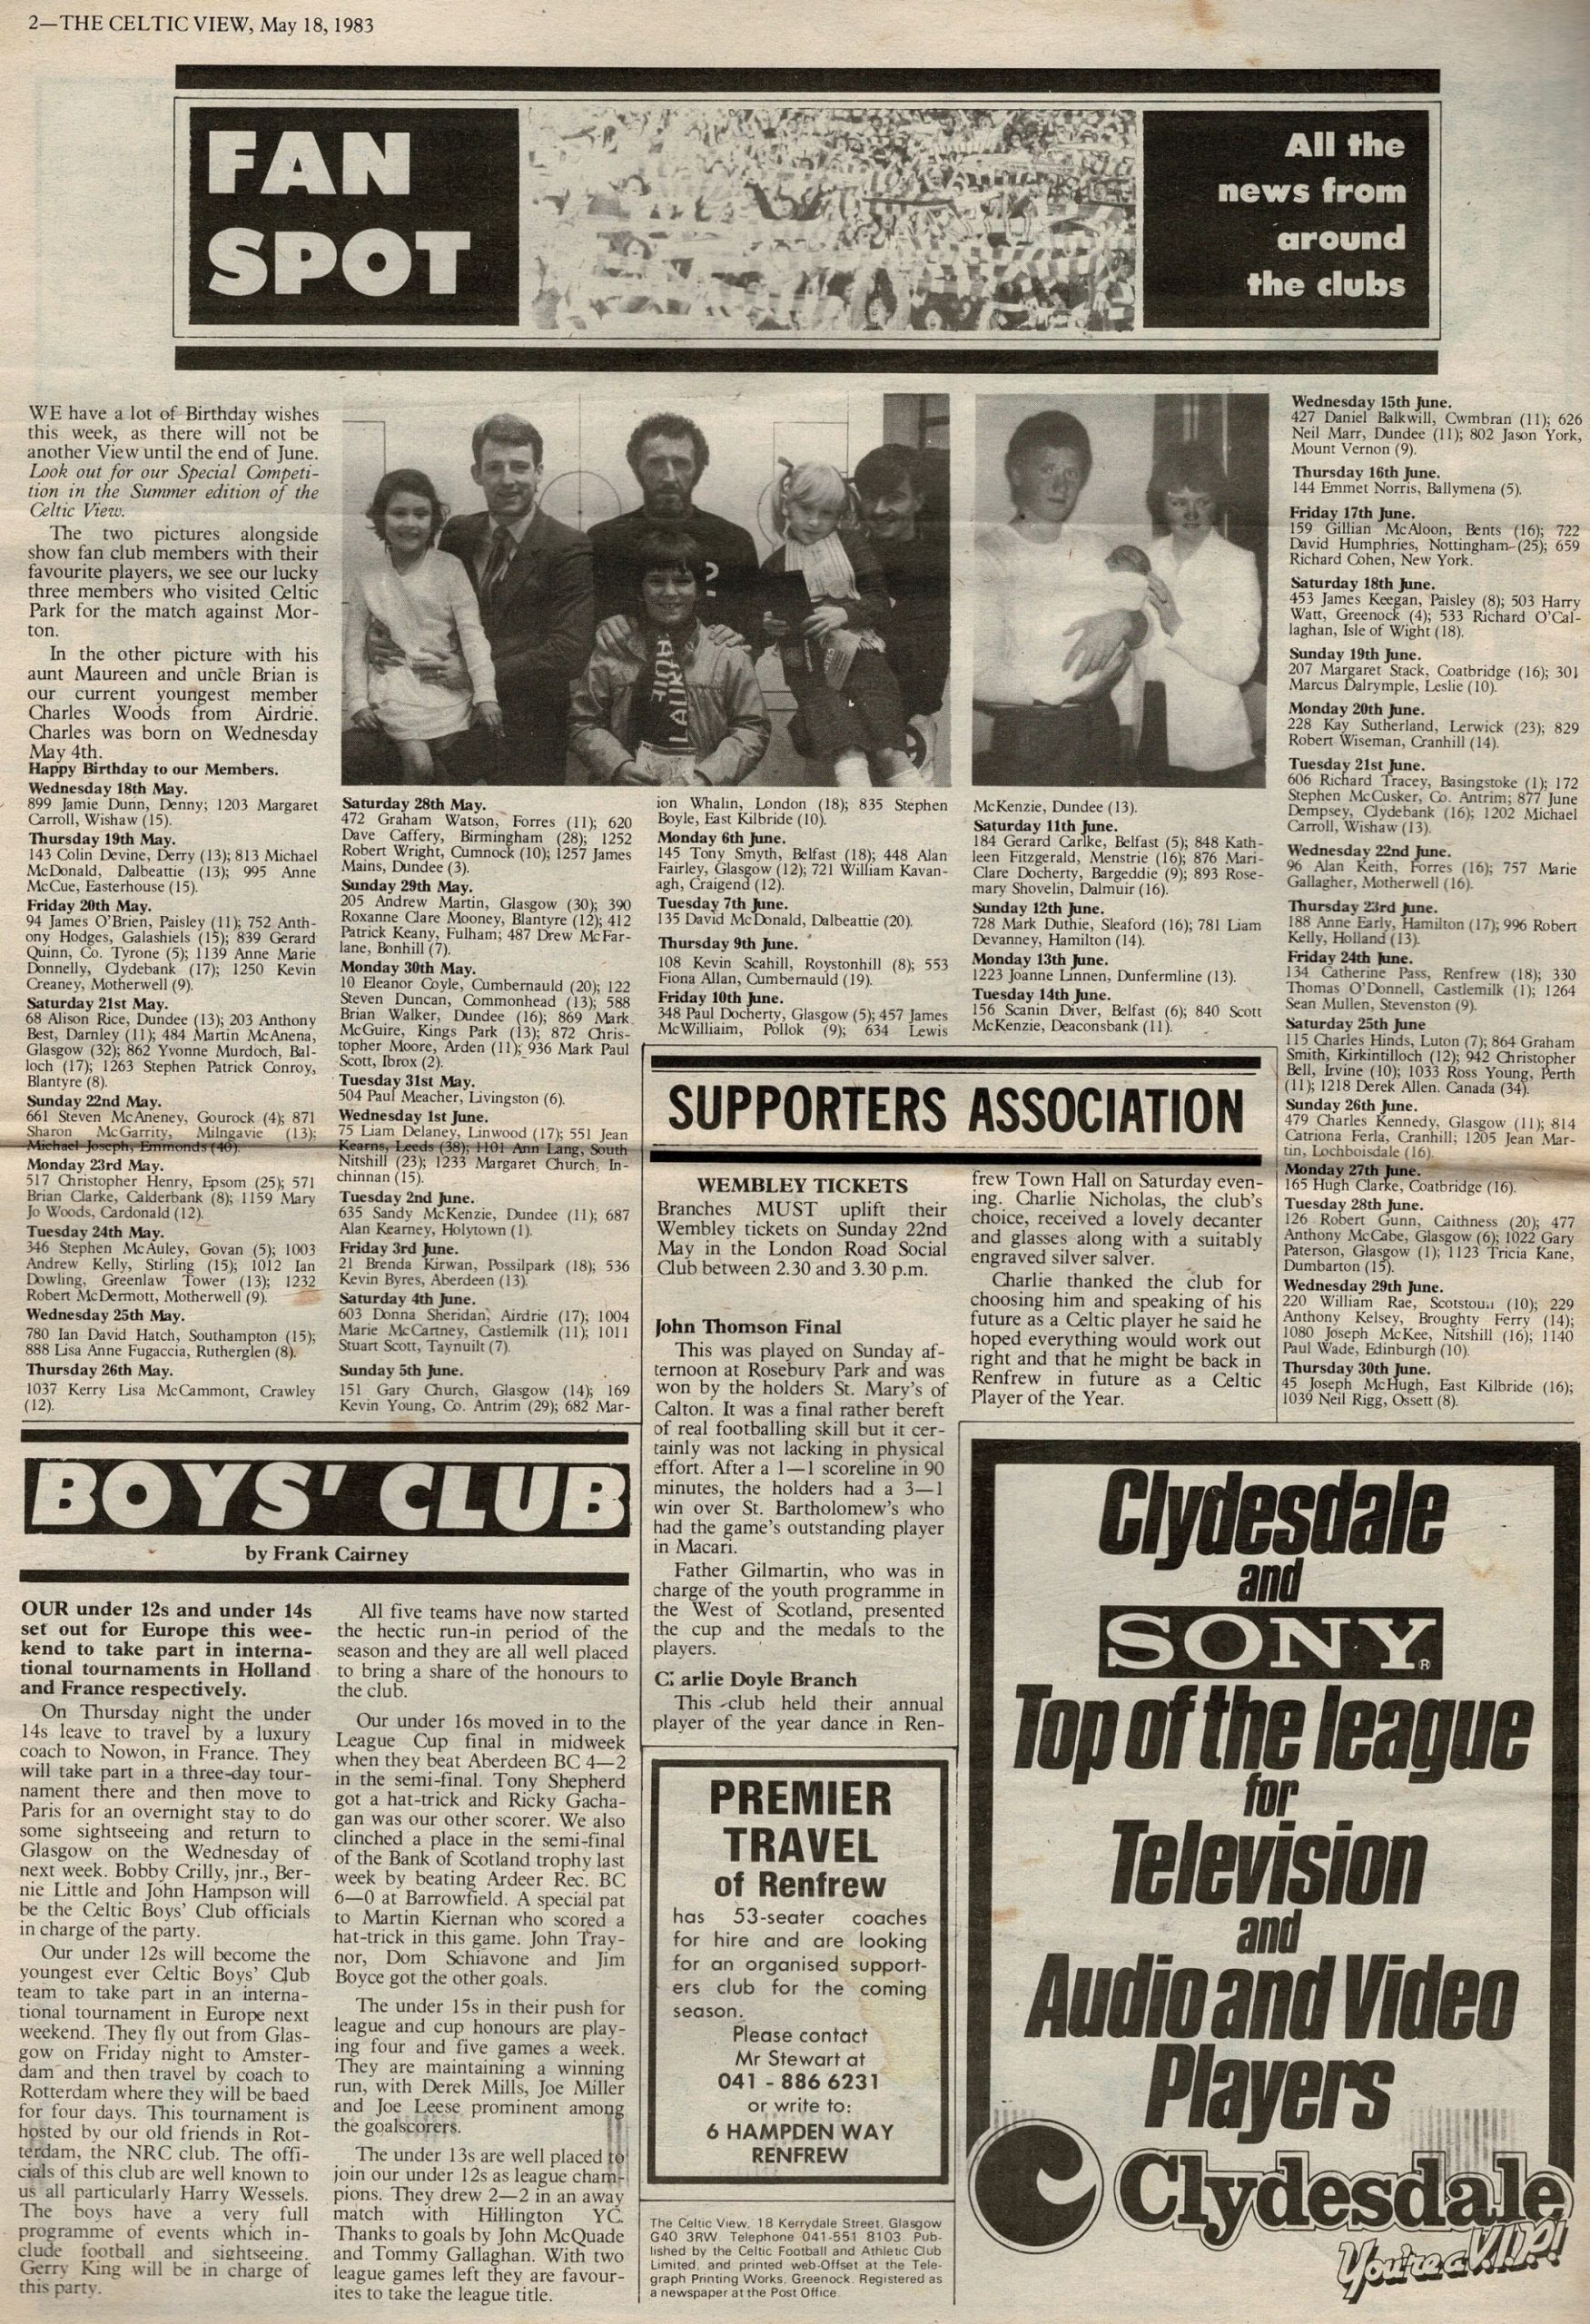 2—THE CELTIC VIEW, May 18, 1983
FAN
SPOT
All the
news from
around
the clubs
WE have a lot of Birthday wishes
this week, as there will not be
another View until the end of June.
Look out for our Special Competi-
tion in the Summer edition of the
Celtic View.
The two pictures alongside
show fan club members with their
favourite players, we see our lucky
three members who visited Celtic
Park for the match against Mor-
ton.
In the other picture with his
aunt Maureen and uncle Brian is
our current youngest member
Charles Woods from Airdrie.
Charles was born on Wednesday
May 4th.
Happy Birthday to our Members.
Wednesday 18th May.
899 Jamie Dunn, Denny; 1203 Margaret
Carroll, Wishaw (15).
Thursday 19th May.
143 Colin Devine, Derry (13); 813 Michael
McDonald, Dalbeattie (13); 995 Anne
McCue, Easterhouse (15).
Friday 20th May.
94 James O'Brien, Paisley (11); 752 Anth-
ony Hodges, Galashiels (15); 839 Gerard
Quinn, Co. Tyrone (5); 1139 Anne Marie
Donnelly, Clydebank (17); 1250 Kevin
Creaney, Motherwell (9).
Saturday 21st May.
68 Alison Rice, Dundee (13); 203 Anthony
Best, Darnley (11); 484 Martin McAnena,
Glasgow (32); 862 Yvonne Murdoch, Bal-
loch (17); 1263 Stephen Patrick Conroy,
Blantyre (8).
Sunday 22nd May.
661 Steven McAneney, Gourock (4); 871
Sharon McGarrity, Milngavie (13);
Michael Joseph, Emmonds (40).
Monday 23rd May.
517 Christopher Henry, Epsom (25); 571
Brian Clarke, Calderbank (8); 1159 Mary
Jo Woods, Cardonald (12).
Tuesday 24th May.
346 Stephen McAuley, Govan (5); 1003
Andrew Kelly, Stirling (15); 1012 Ian
Dowling, Greenlaw Tower (13); 1232
Robert McDermott, Motherwell (9).
Wednesday 25th May.
780 Ian David Hatch, Southampton (15);
888 Lisa Anne Fugaccia, Rutherglen (8).
Thursday 26th May.
1037 Kerry Lisa McCammont, Crawley
(12).
Saturday 28th May.
472 Graham Watson, Forres (11); 620
Dave Caffery, Birmingham (28); 1252
Robert Wright, Cumnock (10); 1257 James
Mains, Dundee (3).
Sunday 29th May.
205 Andrew Martin, Glasgow (30); 390
Roxanne Clare Mooney, Blantyre (12); 412
Patrick Keany, Fulham; 487 Drew McFar-
lane, Bonhill (7).
Monday 30th May.
10 Eleanor Coyle, Cumbernauld (20); 122
Steven Duncan, Commonhead (13); 588
Brian Walker, Dundee (16); 869 Mark
McGuire, Kings Park (13); 872 Chris-
topher Moore, Arden (11); 936 Mark Paul
Scott, Ibrox (2).
Tuesday 31st May.
504 Paul Meacher, Livingston (6).
Wednesday 1st June.
75 Liam Delaney, Linwood (17); 551 Jean
Kearns, Leeds (38); 1101 Ann Lang, South
Nitshill (23); 1233 Margaret Church, In-
chinnan (15).
Tuesday 2nd June.
635 Sandy McKenzie, Dundee (11); 687
Alan Kearney, Holytown (1).
Friday 3rd June.
21 Brenda Kirwan, Possilpark (18); 536
Kevin Byres, Aberdeen (13).
Saturday 4th June.
603 Donna Sheridan, Airdrie (17); 1004
Marie McCartney, Castlemilk (11); 1011
Stuart Scott, Taynuilt (7).
Sunday 5th June.
151 Gary Church, Glasgow (14); 169
Kevin Young, Co. Antrim (29); 682 Mar-
ion Whalin, London (18); 835 Stephen
Boyle, East Kilbride (10).
Monday 6th June.
145 Tony Smyth, Belfast (18); 448 Alan
Fairley, Glasgow (12); 721 William Kavan-
agh, Craigend (12).
Tuesday 7th June.
135 David McDonald, Dalbeattie (20).
Thursday 9th June.
108 Kevin Scahill, Roystonhill (8); 553
Fiona Allan, Cumbernauld (19).
Friday 10th June.
348 Paul Docherty, Glasgow (5); 457 James
McWilliaim, Pollok (9); 634 Lewis
McKenzie, Dundee (13).
Saturday 11th June.
184 Gerard Carlke, Belfast (5); 848 Kath-
leen Fitzgerald, Menstrie (16); 876 Mari-
Clare Docherty, Bargeddie (9); 893 Rose-
mary Shovelin, Dalmuir (16).
Sunday 12th June.
728 Mark Duthie, Sleaford (16); 781 Liam
Devanney, Hamilton (14).
Monday 13th June.
1223 Joanne Linnen, Dunfermline (13).
Tuesday 14th June.
156 Scanin Diver, Belfast (6); 840 Scott
McKenzie, Deaconsbank (11).
Wednesday 15th June.
427 Daniel Balkwill, Cwmbran (11); 626
Neil Marr, Dundee (11); 802 Jason York,
Mount Vernon (9).
Thursday 16th June.
144 Emmet Norris, Ballymena (5).
Friday 17th June.
159 Gillian McAloon, Bents (16); 722
David Humphries, Nottingham (25); 659
Richard Cohen, New York.
Saturday 18th June.
453 James Keegan, Paisley (8); 503 Harry
Watt, Greenock (4); 533 Richard O'Cal-
laghan, Isle of Wight (18).
Sunday 19th June.
207 Margaret Stack, Coatbridge (16); 301
Marcus Dalrymple, Leslie (10).
Monday 20th June.
228 Kay Sutherland, Lerwick (23); 829
Robert Wiseman, Cranhill (14).
Tuesday 21st June.
606 Richard Tracey, Basingstoke (1); 172
Stephen McCusker, Co. Antrim; 877 June
Dempsey, Clydebank (16); 1202 Michael
Carroll, Wishaw (13).
Wednesday 22nd June.
96 Alan Keith, Forres (16); 757 Marie
Gallagher, Motherwell (16).
Thursday 23rd June.
188 Anne Early, Hamilton (17); 996 Robert
Kelly, Holland (13).
Friday 24th June.
134 Catherine Pass, Renfrew (18); 330
Thomas O'Donnell, Castlemilk (1); 1264
Sean Mullen, Stevenston (9).
Saturday 25th June
115 Charles Hinds, Luton (7); 864 Graham
Smith, Kirkintilloch (12); 942 Christopher
Bell, Irvine (10); 1033 Ross Young, Perth
(11); 1218 Derek Allen. Canada (34).
Sunday 26th June.
479 Charles Kennedy, Glasgow (11); 814
Catriona Ferla, Cranhill; 1205 Jean Mar-
tin, Lochboisdale (16).
Monday 27th June.
165 Hugh Clarke, Coatbridge (16).
Tuesday 28th June.
126 Robert Gunn, Caithness (20); 477
Anthony McCabe, Glasgow (6); 1022 Gary
Paterson, Glasgow (1); 1123 Tricia Kane,
Dumbarton (15).
Wednesday 29th June.
220 William Rae, Scotstoun (10); 229
Anthony Kelsey, Broughty Ferry (14);
1080 Joseph McKee, Nitshill (16); 1140
Paul Wade, Edinburgh (10).
Thursday 30th June.
45 Joseph McHugh, East Kilbride (16);
1039 Neil Rigg, Ossett (8).
SUPPORTERS ASSOCIATION
WEMBLEY TICKETS
Branches MUST uplift their
Wembley tickets on Sunday 22nd
May in the London Road Social
Club between 2.30 and 3.30 p.m.
John Thomson Final
This was played on Sunday af-
ternoon at Rosebury Park and was
won by the holders St. Mary's of
Calton. It was a final rather bereft
of real footballing skill but it cer-
tainly was not lacking in physical
effort. After a 1—1 scoreline in 90
minutes, the holders had a 3—1
win over St. Bartholomew's who
had the game's outstanding player
in Macari.
Father Gilmartin, who was in
charge of the youth programme in
the West of Scotland, presented
the cup and the medals to the
players.
C arlie Doyle Branch
This club held their annual
player of the year dance in Ren-
frew Town Hall on Saturday even-
ing. Charlie Nicholas, the club's
choice, received a lovely decanter
and glasses along with a suitably
engraved silver salver.
Charlie thanked the club for
choosing him and speaking of his
future as a Celtic player he said he
hoped everything would work out
right and that he might be back in
Renfrew in future as a Celtic
Player of the Year.
BOYS' CLUB
by Frank Cairney
OUR under 12s and under 14s
set out for Europe this wee-
kend to take part in interna-
tional tournaments in Holland
and France respectively.
On Thursday night the under
14s leave to travel by a luxury
coach to Nowon, in France. They
will take part in a three-day tour-
nament there and then move to
Paris for an overnight stay to do
some sightseeing and return to
Glasgow on the Wednesday of
next week. Bobby Crilly, jnr., Ber-
nie Little and John Hampson will
be the Celtic Boys' Club officials
in charge of the party.
Our under 12s will become the
youngest ever Celtic Boys' Club
team to take part in an interna-
tional tournament in Europe next
weekend. They fly out from Glas-
gow on Friday night to Amster-
dam and then travel by coach to
Rotterdam where they will be baed
for four days. This tournament is
hosted by our old friends in Rot-
terdam, the NRC club. The offi-
cials of this club are well known to
us all particularly Harry Wessels.
The boys have a very full
programme of events which in-
clude football and sightseeing.
Gerry King will be in charge of
this party.
All five teams have now started
the hectic run-in period of the
season and they are all well placed
to bring a share of the honours to
the club.
Our under 16s moved in to the
League Cup final in midweek
when they beat Aberdeen BC 4—2
in the semi-final. Tony Shepherd
got a hat-trick and Ricky Gacha-
gan was our other scorer. We also
clinched a place in the semi-final
of the Bank of Scotland trophy last
week by beating Ardeer Rec. BC
6—0 at Barrowfield. A special pat
to Martin Kiernan who scored a
hat-trick in this game. John Tray-
nor, Dom Schiavone and Jim
Boyce got the other goals.
The under 15s in their push for
league and cup honours are play-
ing four and five games a week.
They are maintaining a winning
run, with Derek Mills, Joe Miller
and Joe Leese prominent among
the goalscorers.
The under 13s are well placed to
join our under 12s as league cham-
pions. They drew 2—2 in an away
match with Hillington YC.
Thanks to goals by John McQuade
and Tommy Gallaghan. With two
league games left they are favour-
ites to take the league title.
PREMIER
TRAVEL
of Renfrew
has 53-seater coaches
for hire and are looking
for an organised support-
ers club for the coming
season.
Please contact
Mr Stewart at
041 - 886 6231
or write to:
6 HAMPDEN WAY
RENFREW
The Celtic View, 18 Kerrydale Street, Glasgow
G40 3RW. Telephone 041-551 8103. Pub-
lished by the Celtic Football and Athletic Club
Limited, and printed web-Offset at the Tele-
graph Printing Works, Greenock. Registered as
a newspaper at the Post Office.
Clydesdale
and
SONY®
Top of the league
for
Television
and
Audio and Video
Players
Clydesdale
You're a V.I.P!